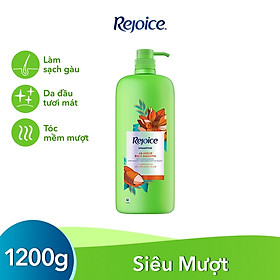 Rejoice.
Làm
sạch gàu
Da đầu
tươi mát
Tóc
mềm mượt
Rejoice
1200g
Siêu Mượt